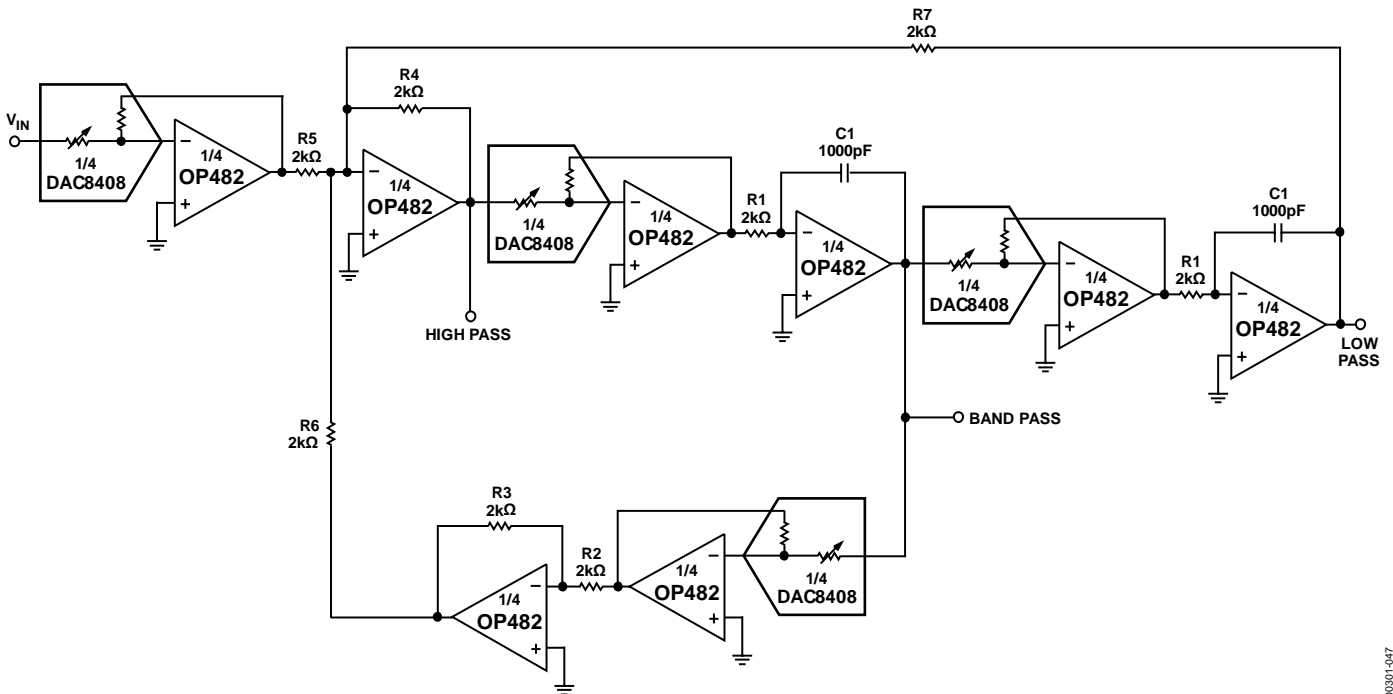 R7
2kΩ
R4
2kΩ
VIN
R5
2kΩ
1/4
DAC8408
−
+
1/4
OP482
−
+
1/4
OP482
1/4
DAC8408
−
+
1/4
OP482
R1
2kΩ
C1
1000pF
−
+
1/4
OP482
1/4
DAC8408
−
+
1/4
OP482
R1
2kΩ
C1
1000pF
−
+
1/4
OP482
HIGH PASS
LOW
PASS
BAND PASS
R6
2kΩ
R3
2kΩ
−
+
1/4
OP482
R2
2kΩ
−
+
1/4
OP482
1/4
DAC8408